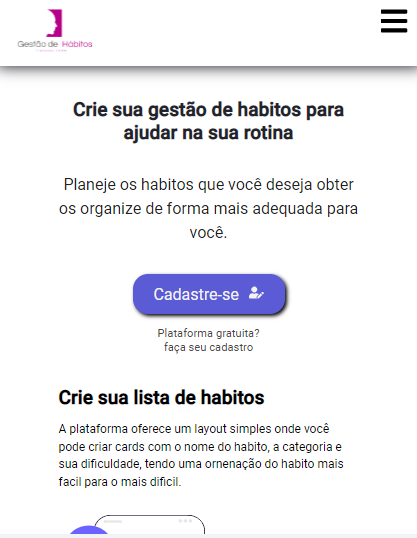 Gestão de Hábitos
Crie sua gestão de habitos para
ajudar na sua rotina
Planeje os habitos que você deseja obter
os organize de forma mais adequada para
você.
Cadastre-se
Plataforma gratuita?
faça seu cadastro
Crie sua lista de habitos
A plataforma oferece um layout simples onde você
pode criar cards com o nome do habito, a categoria e
sua dificuldade, tendo uma ornenação do habito mais
facil para o mais dificil.